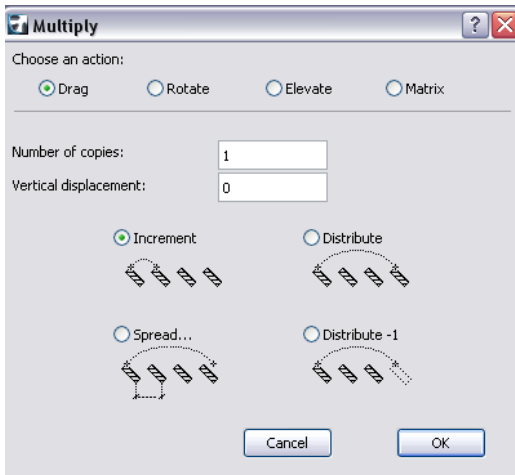 Multiply
Choose an action:
Drag Rotate Elevate Matrix
Number of copies: 1
Vertical displacement: 0
Increment Distribute
Spread... Distribute -1
Cancel OK